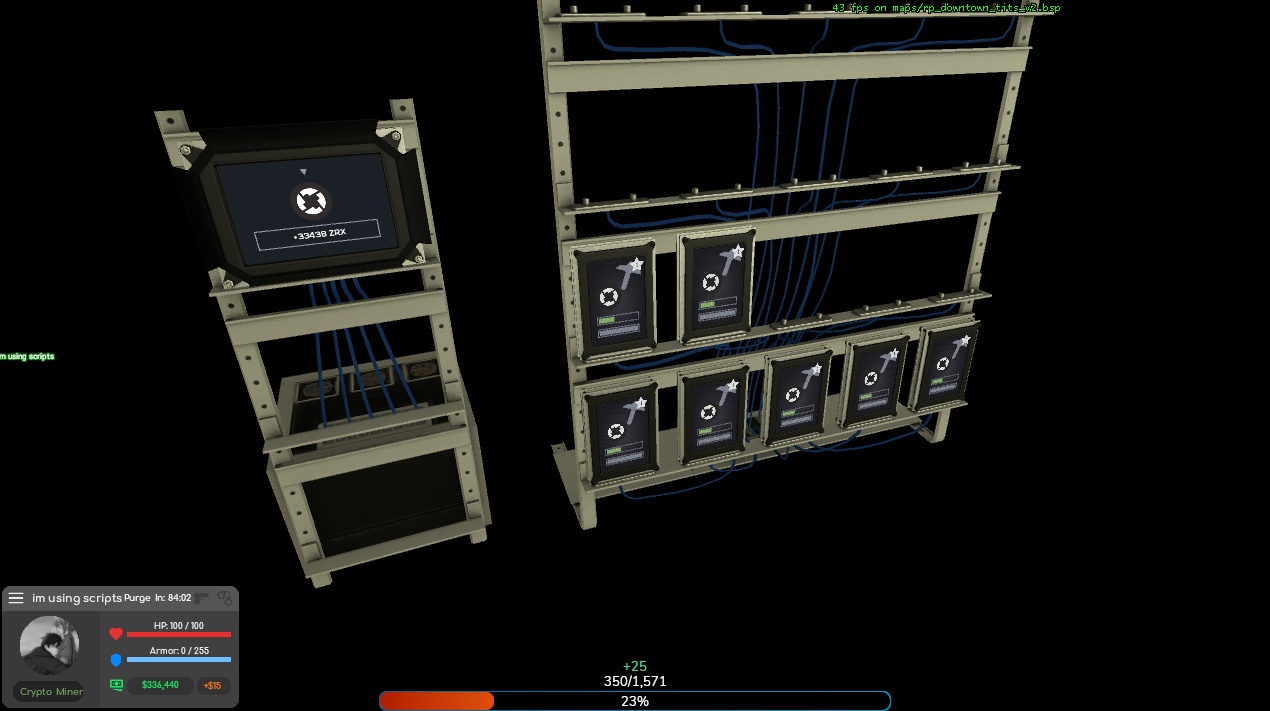 43 fps on maps/rp_downtown_tits_v2.bsp
+33438 ZRX
m using scripts
im using scripts Purge In: 84:02
HP: 100 / 100
Armor: 0 / 255
$336,440 +$15
Crypto Miner
+25
350/1,571
23%